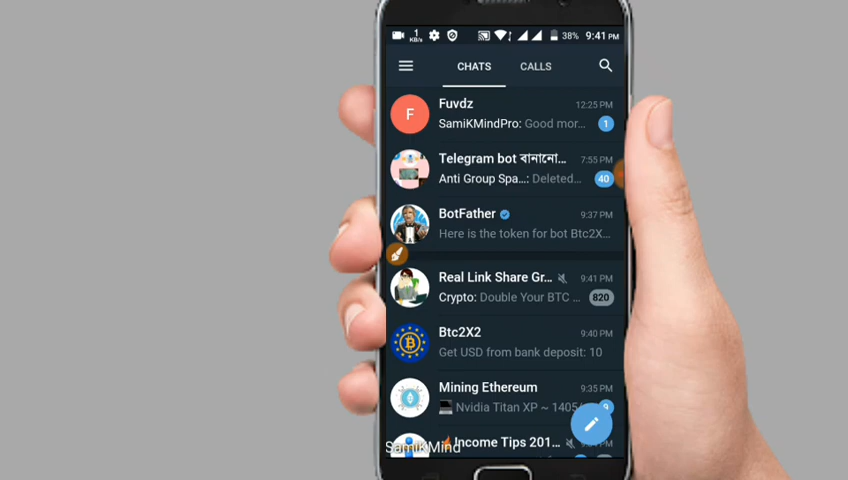 1
KB/s
38%
9:41 PM
CHATS
CALLS
F
Fuvdz
12:25 PM
SamiKMindPro: Good mor...
1
Telegram bot বানানো...
7:55 PM
Anti Group Spa...: Deleted...
40
BotFather
9:37 PM
Here is the token for bot Btc2X...
Real Link Share Gr...
9:41 PM
Crypto: Double Your BTC ...
820
Btc2X2
9:40 PM
Get USD from bank deposit: 10
Mining Ethereum
9:35 PM
Nvidia Titan XP ~ 1405/
Income Tips 201...
SamiKMind